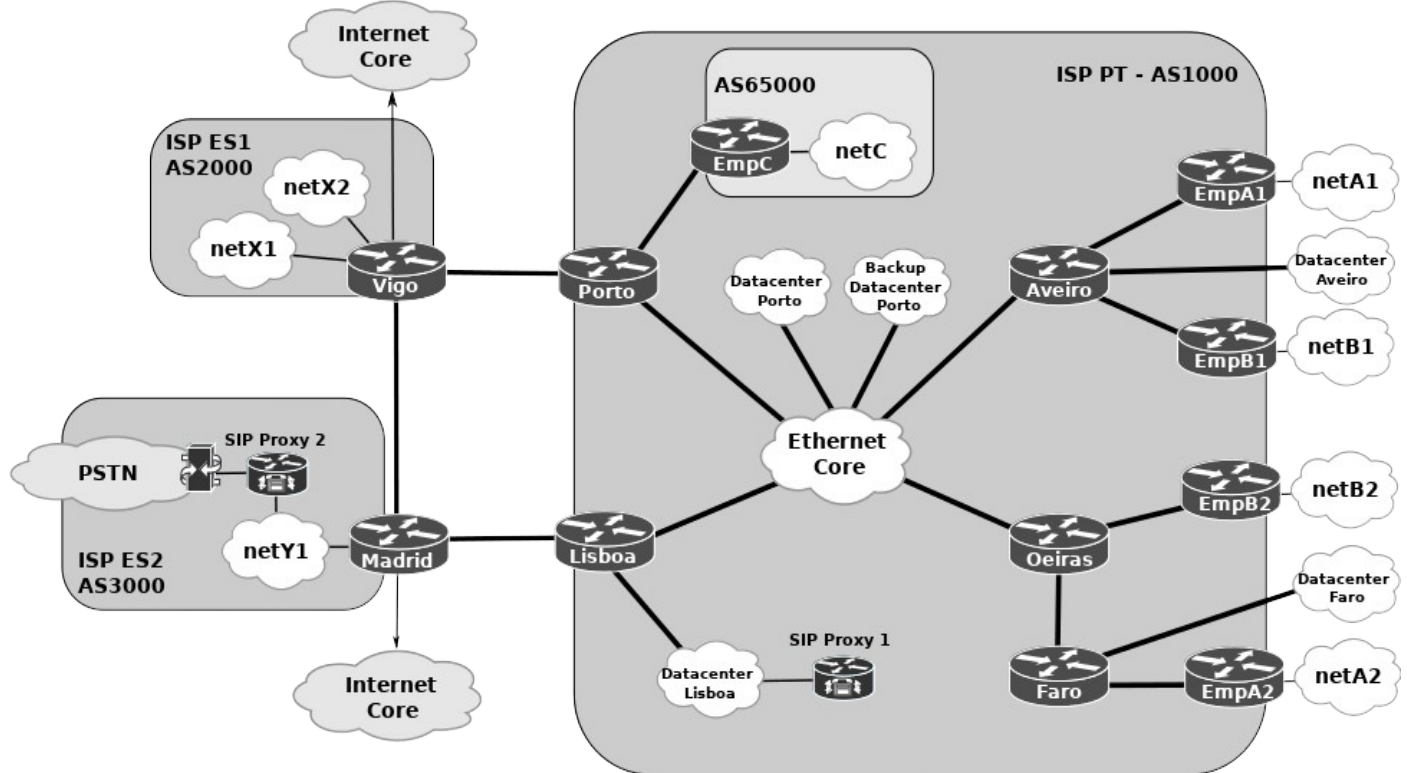 Internet
Core
ISP ES1
AS2000
netX2
netX1
Vigo
ISP PT - AS1000
AS65000
EmpC
netC
Porto
Datacenter
Porto
Backup
Datacenter
Porto
Aveiro
EmpA1
netA1
Datacenter
Aveiro
EmpB1
netB1
Ethernet
Core
SIP Proxy 2
PSTN
netY1
ISP ES2
AS3000
Madrid
Lisboa
Oeiras
EmpB2
netB2
Datacenter
Faro
Internet
Core
SIP Proxy 1
Datacenter
Lisboa
Faro
EmpA2
netA2